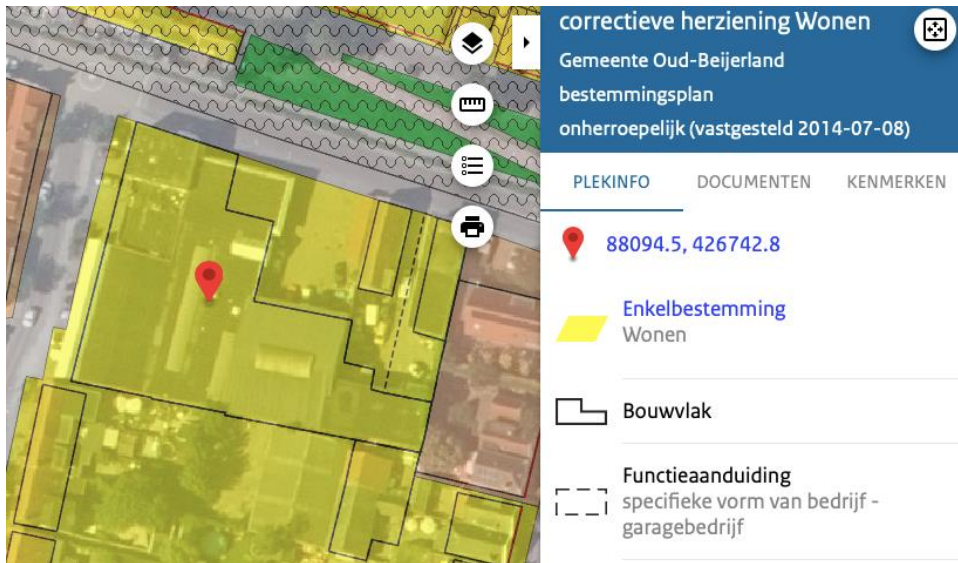 correctieve herziening Wonen
Gemeente Oud-Beijerland
bestemmingsplan
onherroepelijk (vastgesteld 2014-07-08)
PLEKINFO DOCUMENTEN KENMERKEN
88094.5, 426742.8
Enkelbestemming
Wonen
Bouwvlak
Functieaanduiding
specifieke vorm van bedrijf -
garagebedrijf